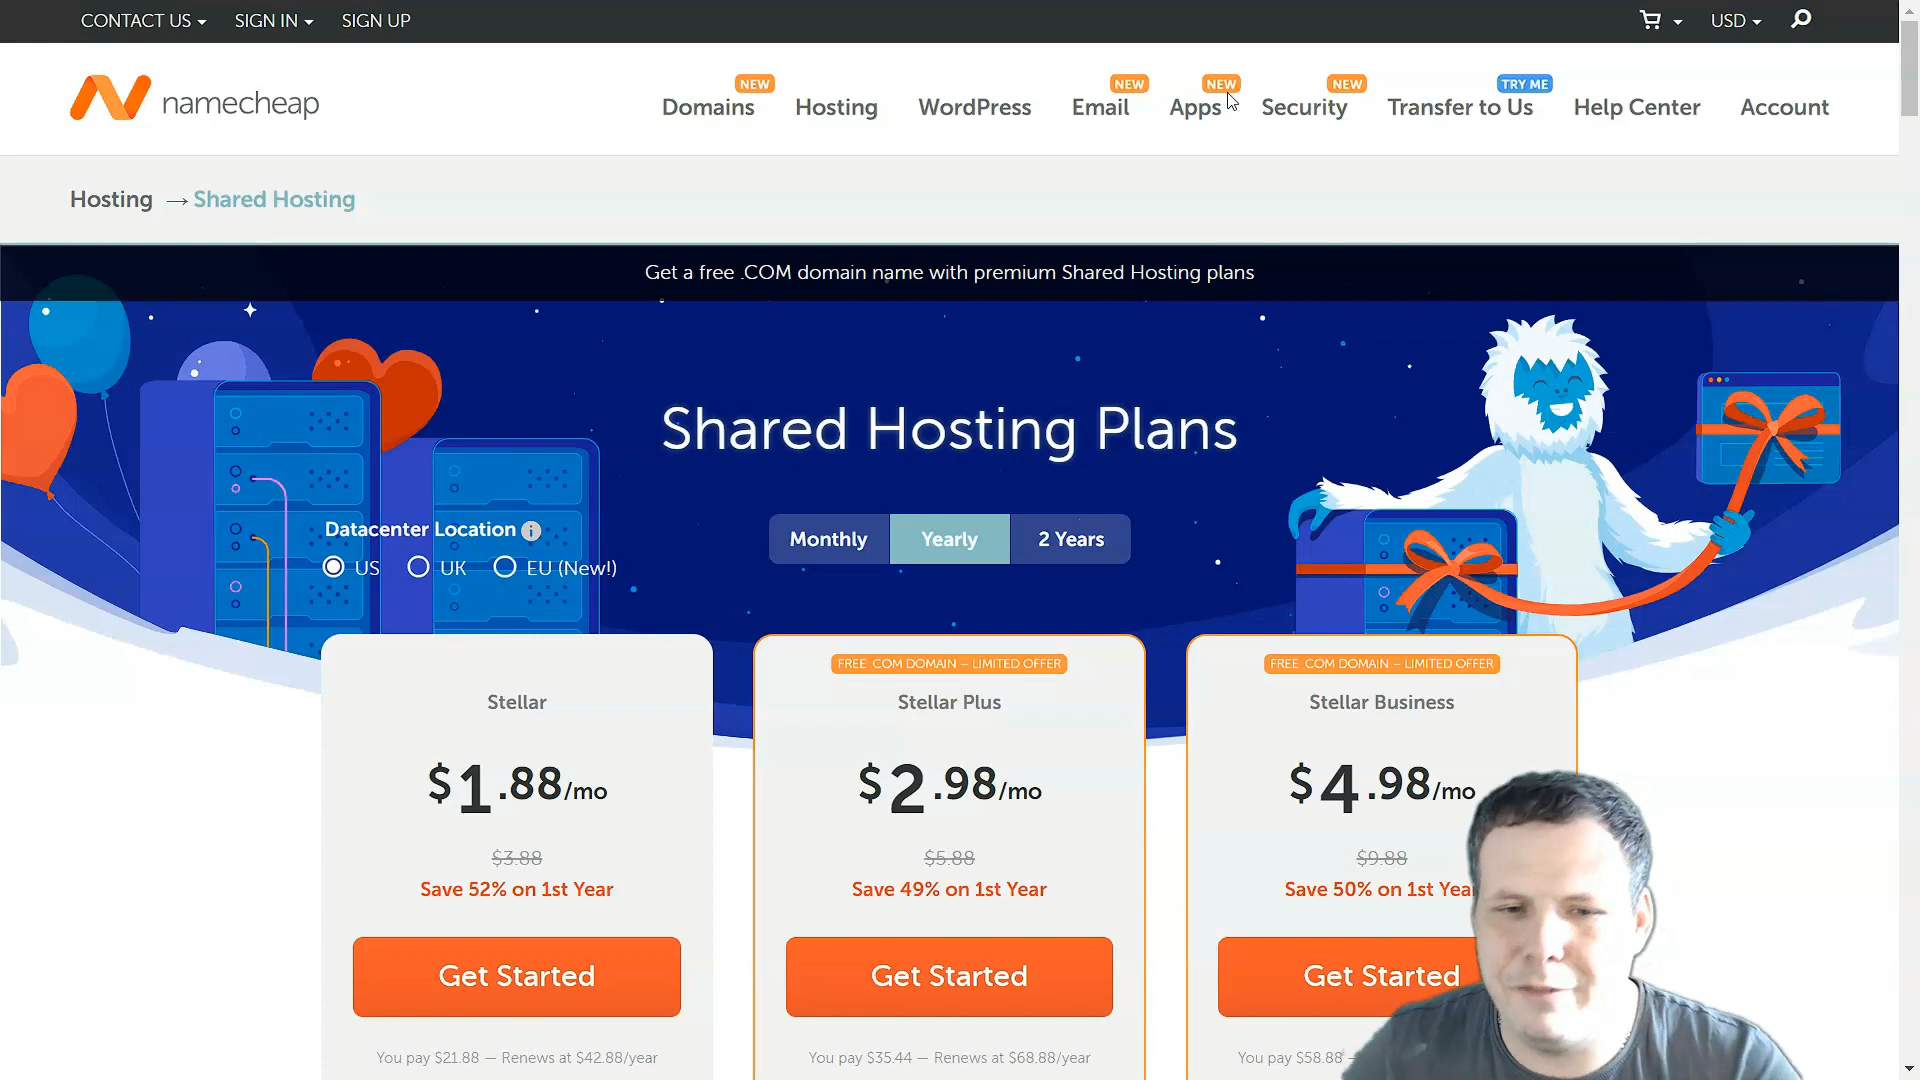 CONTACT US SIGN IN SIGN UP USD
NEW NEW NEW NEW TRY ME
namecheap Domains Hosting WordPress Email Apps Security Transfer to Us Help Center Account
Hosting → Shared Hosting
Get a free .COM domain name with premium Shared Hosting plans
Shared Hosting Plans
Datacenter Location i
US UK EU (New!)
Monthly Yearly 2 Years
FREE .COM DOMAIN – LIMITED OFFER FREE .COM DOMAIN – LIMITED OFFER
Stellar Stellar Plus Stellar Business
$1.88/mo $2.98/mo $4.98/mo
$3.88 $5.88 $9.88
Save 52% on 1st Year Save 49% on 1st Year Save 50% on 1st Year
Get Started Get Started Get Started
You pay $21.88 — Renews at $42.88/year You pay $35.44 — Renews at $68.88/year You pay $58.88 —